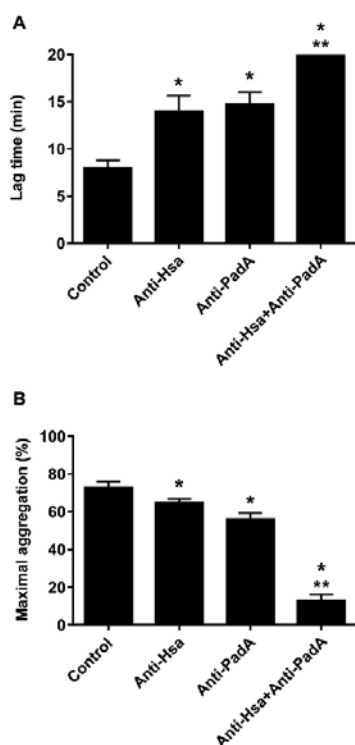 A
Lag time (min)
20
15
10
5
0
*
*
*
**
Control
Anti-Hsa
Anti-PadA
Anti-Hsa+Anti-PadA
B
Maximal aggregation (%)
100
80
60
40
20
0
*
*
*
**
Control
Anti-Hsa
Anti-PadA
Anti-Hsa+Anti-PadA